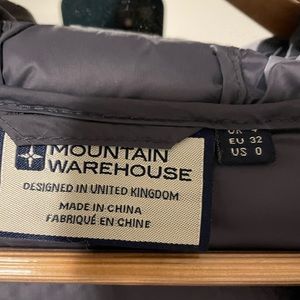 MOUNTAIN
WAREHOUSE
DESIGNED IN UNITED KINGDOM
MADE IN CHINA
FABRIQUÉ EN CHINE
UK 4
EU 32
US 0